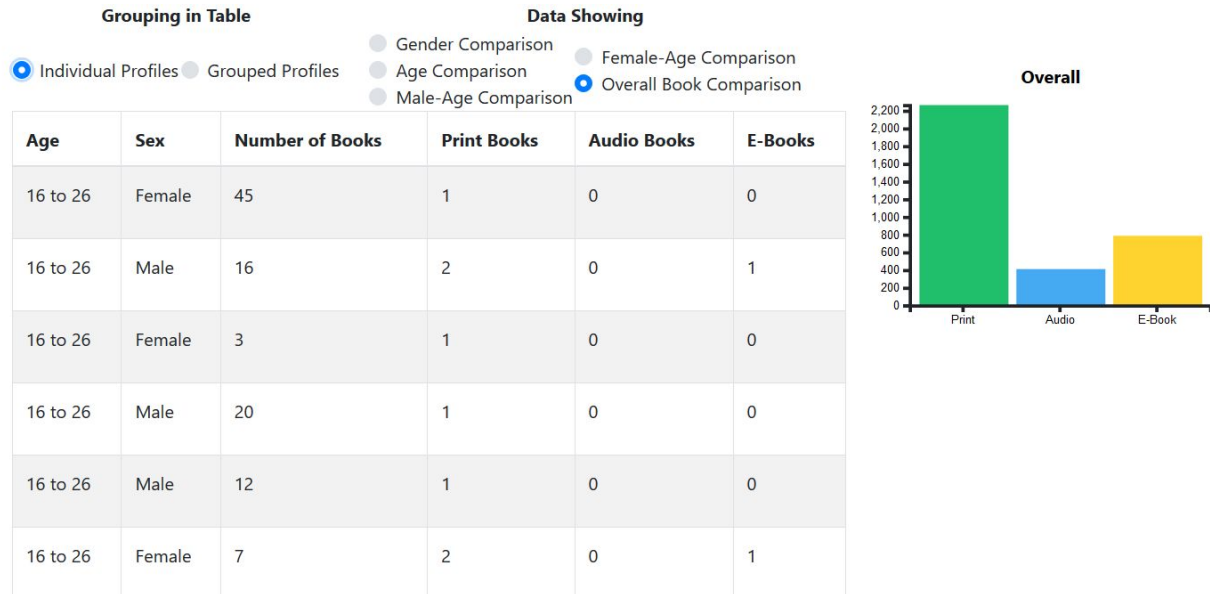 Grouping in Table
Data Showing
Individual Profiles
Grouped Profiles
Gender Comparison
Age Comparison
Male-Age Comparison
Female-Age Comparison
Overall Book Comparison
Age Sex Number of Books Print Books Audio Books E-Books
16 to 26 Female 45 1 0 0
16 to 26 Male 16 2 0 1
16 to 26 Female 3 1 0 0
16 to 26 Male 20 1 0 0
16 to 26 Male 12 1 0 0
16 to 26 Female 7 2 0 1
Overall
2,200
2,000
1,800
1,600
1,400
1,200
1,000
800
600
400
200
0
Print Audio E-Book